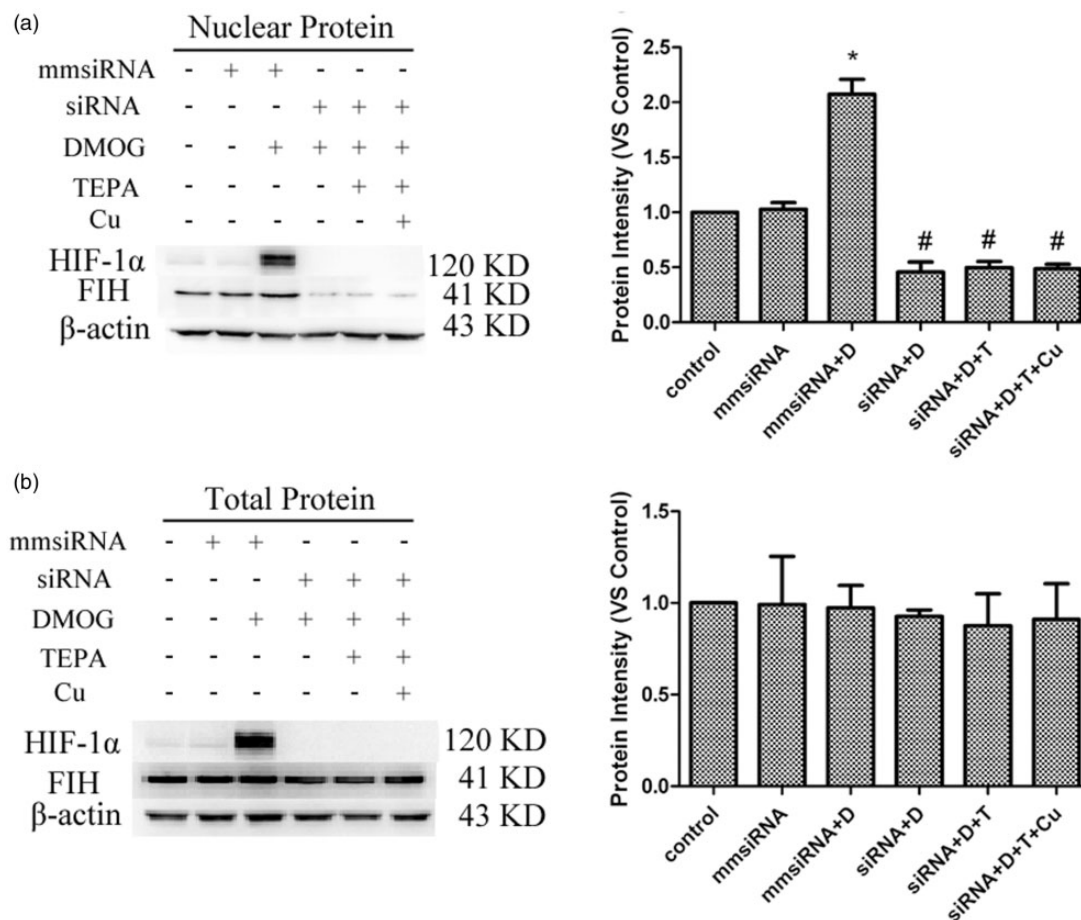 (a)
Nuclear Protein
mmsiRNA - + + - - -
siRNA - - - + + +
DMOG - - + + + +
TEPA - - - - + +
Cu - - - - - +
HIF-1α 120 KD
FIH 41 KD
β-actin 43 KD
Protein Intensity (VS Control)
2.5
2.0
1.5
1.0
0.5
0.0
*
# # #
control
mmsiRNA
mmsiRNA+D
siRNA+D
siRNA+D+T
siRNA+D+T+Cu
(b)
Total Protein
mmsiRNA - + + - - -
siRNA - - - + + +
DMOG - - + + + +
TEPA - - - - + +
Cu - - - - - +
HIF-1α 120 KD
FIH 41 KD
β-actin 43 KD
Protein Intensity (VS Control)
1.5
1.0
0.5
0.0
control
mmsiRNA
mmsiRNA+D
siRNA+D
siRNA+D+T
siRNA+D+T+Cu